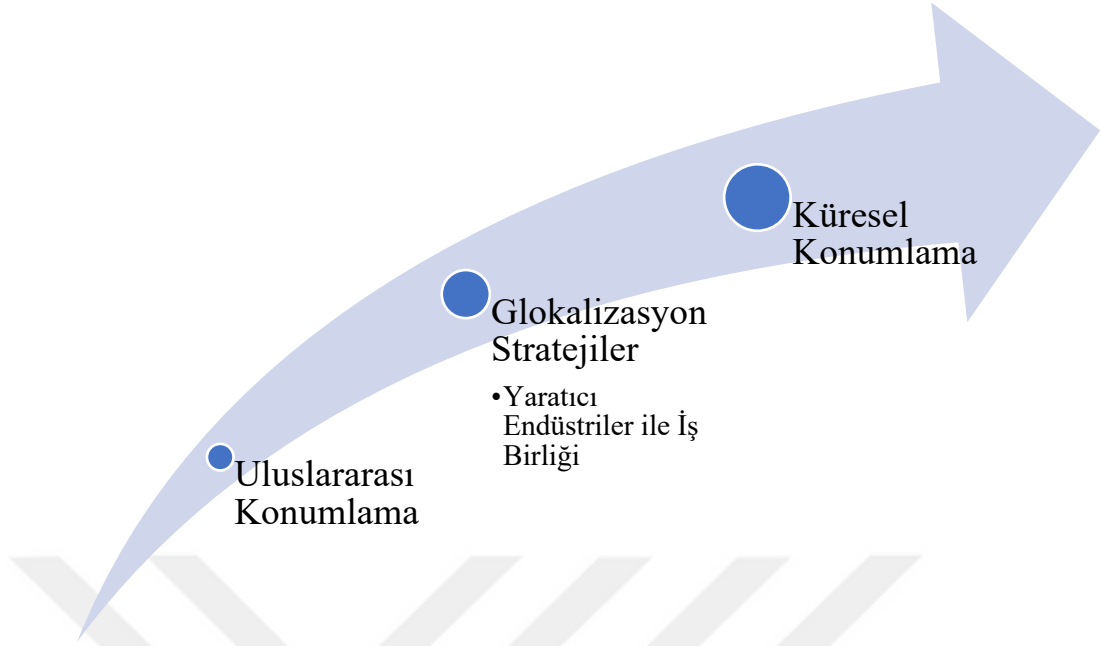 Küresel
Konumlama
Glokalizasyon
Stratejiler
•Yaratıcı
Endüstriler ile İş
Birliği
Uluslararası
Konumlama